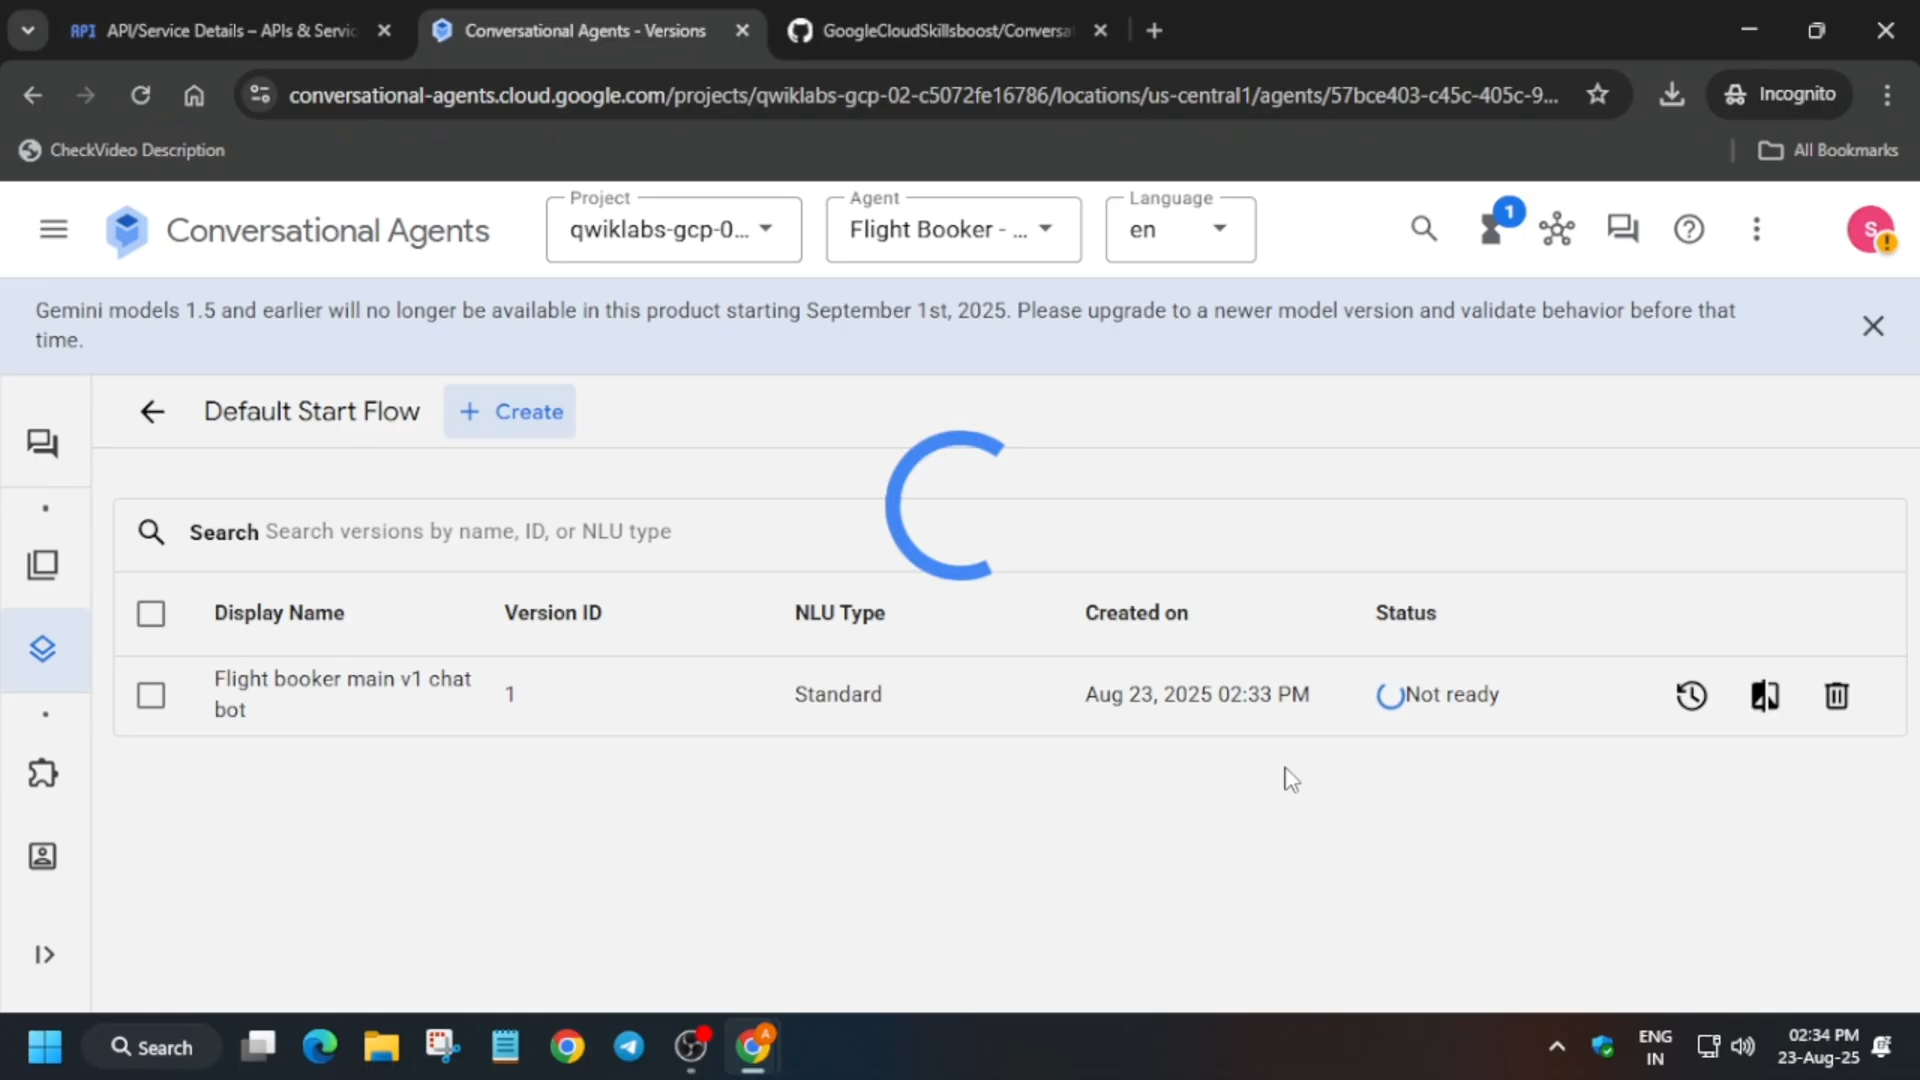 API API/Service Details – APIs & Servic
Conversational Agents - Versions
GoogleCloudSkillsboost/Conversa
conversational-agents.cloud.google.com/projects/qwiklabs-gcp-02-c5072fe16786/locations/us-central1/agents/57bce403-c45c-405c-9...
Incognito
CheckVideo Description
All Bookmarks
Conversational Agents
Project
qwiklabs-gcp-0...
Agent
Flight Booker - ...
Language
en
1
S
Gemini models 1.5 and earlier will no longer be available in this product starting September 1st, 2025. Please upgrade to a newer model version and validate behavior before that
time.
Default Start Flow
+ Create
Search Search versions by name, ID, or NLU type
Display Name Version ID NLU Type Created on Status
Flight booker main v1 chat
bot
1
Standard
Aug 23, 2025 02:33 PM
Not ready
Search
A
ENG
IN
02:34 PM
23-Aug-25